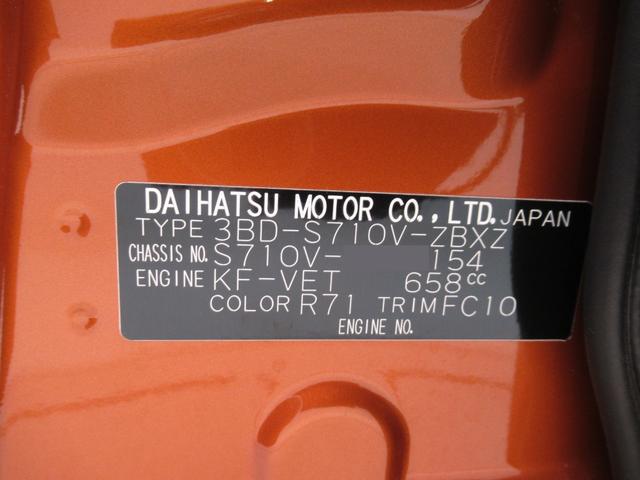 DAIHATSU MOTOR CO., LTD. JAPAN
TYPE 3BD-S710V-ZBXZ
CHASSIS NO. S710V- 154
ENGINE KF-VET 658cc
COLOR R71 TRIM FC10
ENGINE NO.